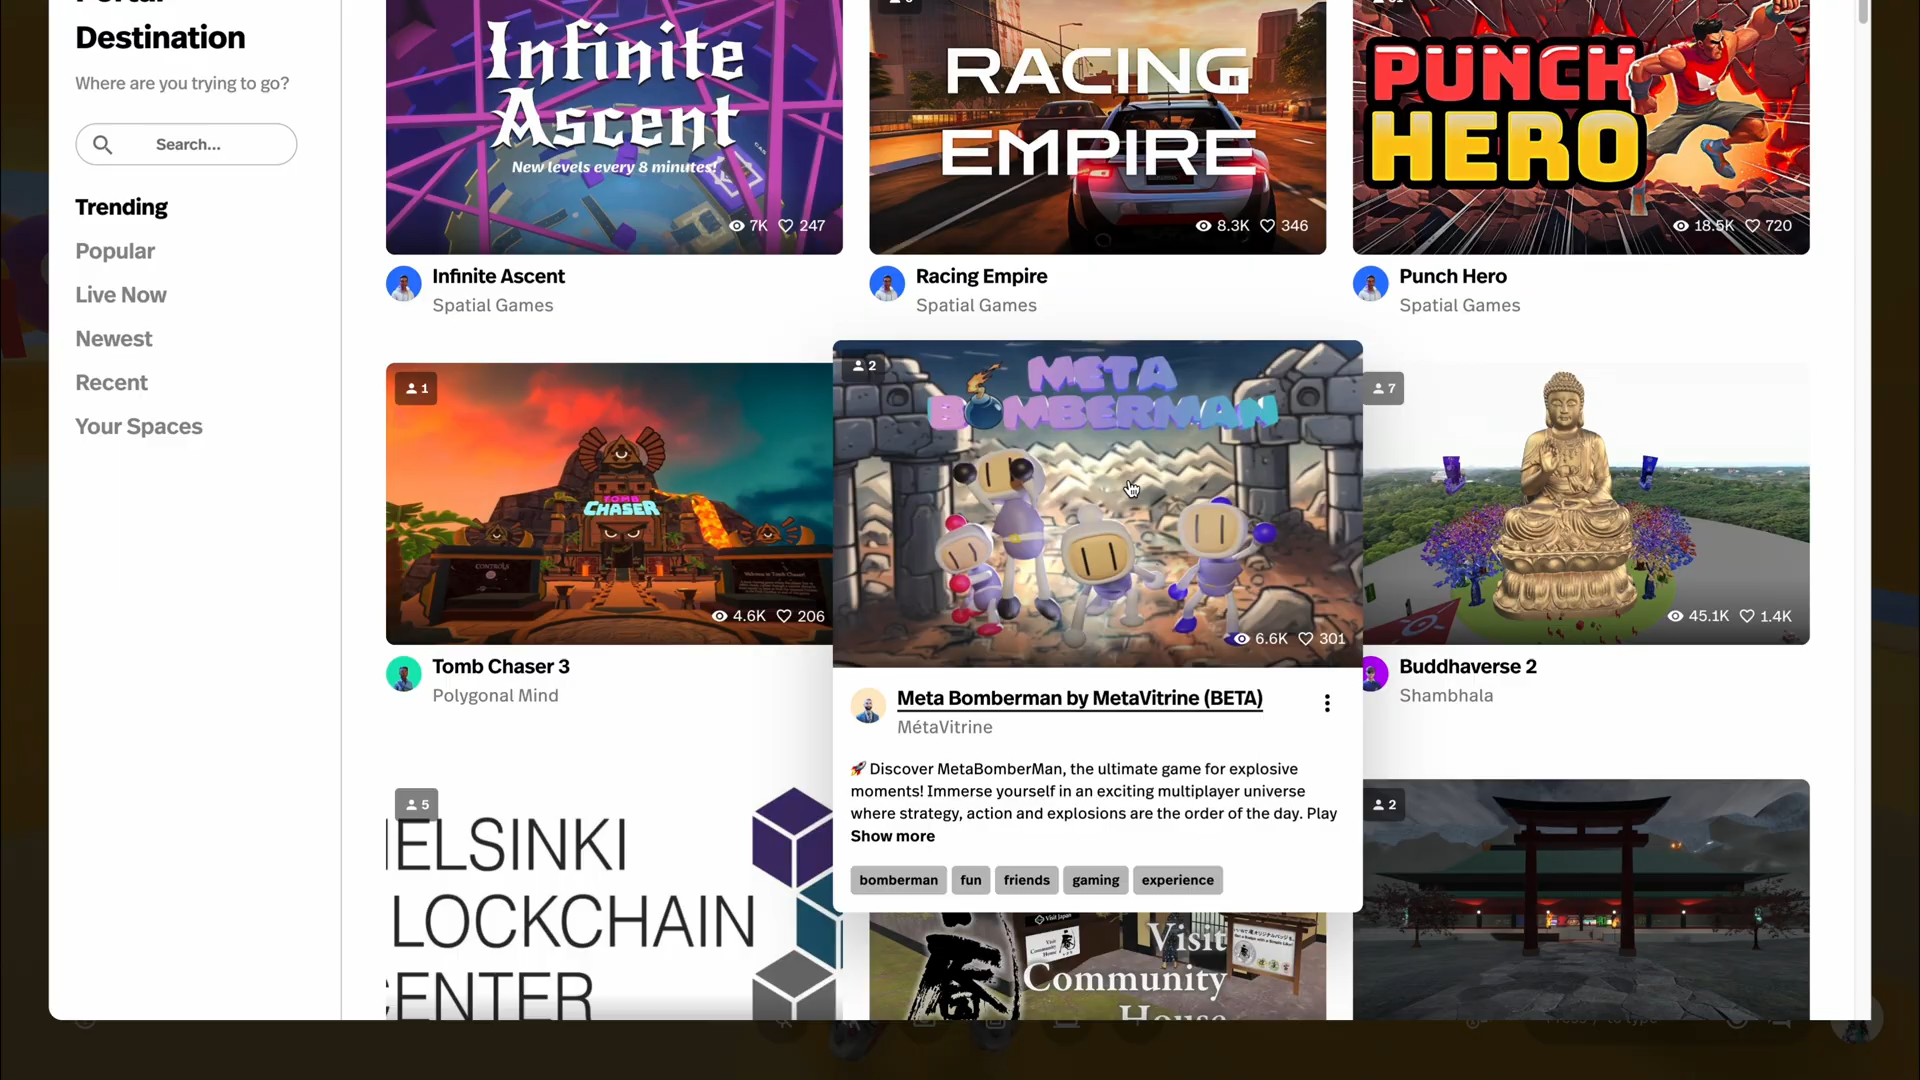 Destination
Where are you trying to go?
Search...
Trending
Popular
Live Now
Newest
Recent
Your Spaces
Infinite
Ascent
New levels every 8 minutes!
7K 247
RACING
EMPIRE
8.3K 346
PUNCH
HERO
18.5K 720
Infinite Ascent
Spatial Games
Racing Empire
Spatial Games
Punch Hero
Spatial Games
1
TOMB
CHASER
CONTROLS
4.6K 206
2
META
BOMBERMAN
6.6K 301
7
45.1K 1.4K
Tomb Chaser 3
Polygonal Mind
Meta Bomberman by MetaVitrine (BETA)
MétaVitrine
🚀 Discover MetaBomberMan, the ultimate game for explosive
moments! Immerse yourself in an exciting multiplayer universe
where strategy, action and explosions are the order of the day. Play
Show more
bomberman fun friends gaming experience
Buddhaverse 2
Shambhala
5
ELSINKI
LOCKCHAIN
ENTER
Visit
Community
House
2